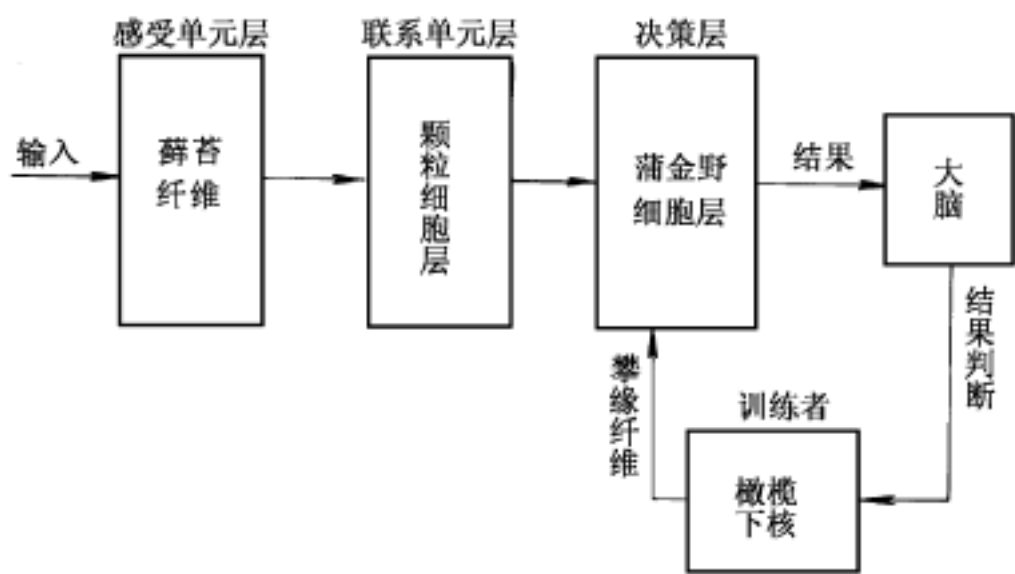 感受单元层
联系单元层
决策层
输入
藓苔
纤维
颗粒细胞层
蒲金野
细胞层
结果
大脑
结果判断
攀缘纤维
训练者
橄榄
下核